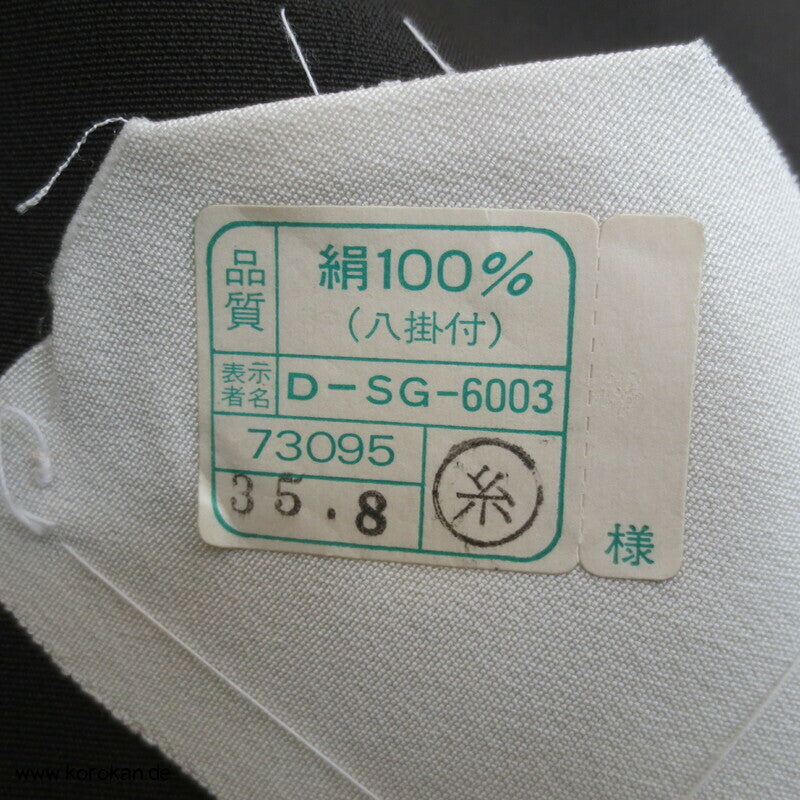 品質
絹100%
(八掛付)
表示者名
D-SG-6003
73095
35.8
糸
様
www.korokan.de